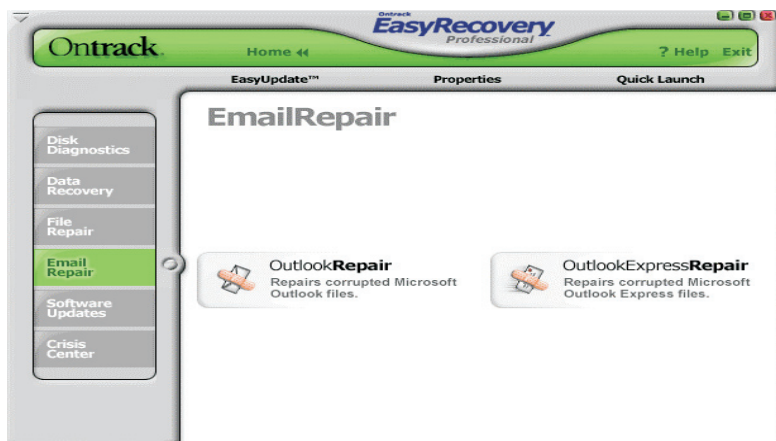 Ontrack
EasyRecovery
Professional
Ontrack.
Home
? Help Exit
EasyUpdate™ Properties Quick Launch
EmailRepair
Disk
Diagnostics
Data
Recovery
File
Repair
Email
Repair
Software
Updates
Crisis
Center
OutlookRepair
Repairs corrupted Microsoft
Outlook files.
OutlookExpressRepair
Repairs corrupted Microsoft
Outlook Express files.